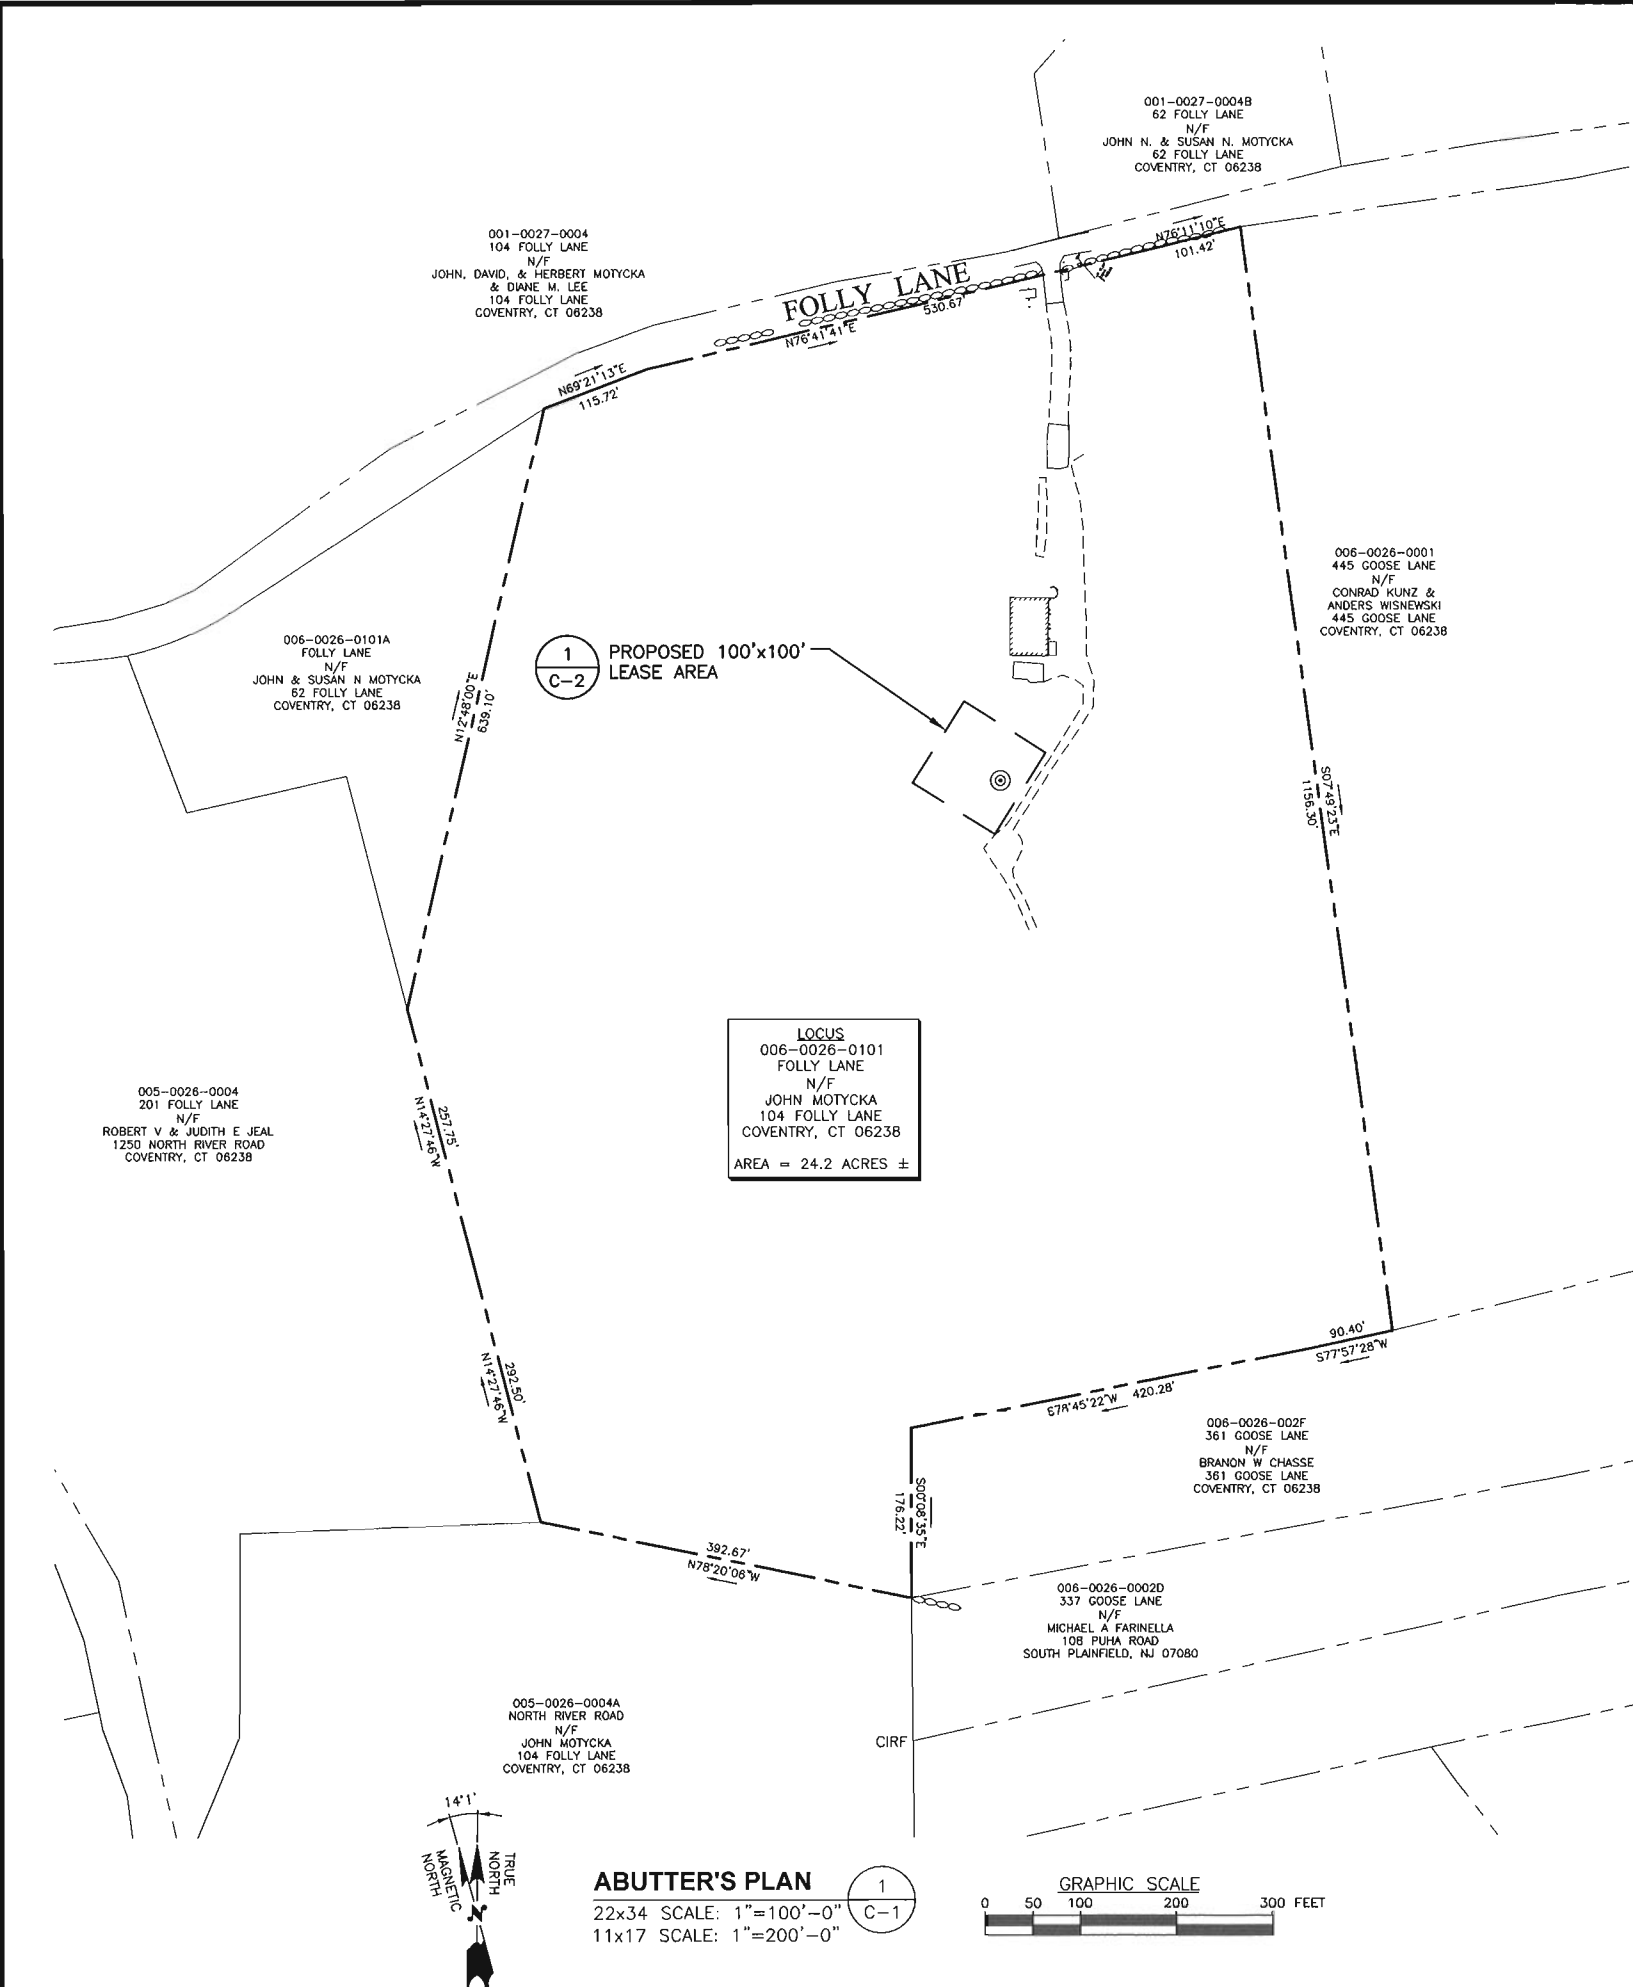 001-0027-0004B
62 FOLLY LANE
N/F
JOHN N. & SUSAN N. MOTYCKA
62 FOLLY LANE
COVENTRY, CT 06238
001-0027-0004
104 FOLLY LANE
N/F
JOHN, DAVID, & HERBERT MOTYCKA
& DIANE M. LEE
104 FOLLY LANE
COVENTRY, CT 06238
FOLLY LANE
N76°11'10"E
101.42'
530.67'
N76°41'41"E
N69°21'13"E
115.72'
006-0026-0001
445 GOOSE LANE
N/F
CONRAD KUNZ &
ANDERS WISNEWSKI
445 GOOSE LANE
COVENTRY, CT 06238
006-0026-0101A
FOLLY LANE
N/F
JOHN & SUSAN N MOTYCKA
62 FOLLY LANE
COVENTRY, CT 06238
1
C-2
PROPOSED 100'x100'
LEASE AREA
N12°48'00"E
639.10'
S07°49'23"E
1156.30'
LOCUS
006-0026-0101
FOLLY LANE
N/F
JOHN MOTYCKA
104 FOLLY LANE
COVENTRY, CT 06238
AREA = 24.2 ACRES ±
005-0026-0004
201 FOLLY LANE
N/F
ROBERT V & JUDITH E JEAL
1250 NORTH RIVER ROAD
COVENTRY, CT 06238
257.75'
N14°27'46"W
292.50'
N14°27'46"W
90.40'
S77°57'28"W
420.28'
S78°45'22"W
006-0026-002F
361 GOOSE LANE
N/F
BRANON W CHASSE
361 GOOSE LANE
COVENTRY, CT 06238
S00°08'35"E
176.22'
392.67'
N78°20'06"W
006-0026-0002D
337 GOOSE LANE
N/F
MICHAEL A FARINELLA
108 PUHA ROAD
SOUTH PLAINFIELD, NJ 07080
005-0026-0004A
NORTH RIVER ROAD
N/F
JOHN MOTYCKA
104 FOLLY LANE
COVENTRY, CT 06238
CIRF
14°1'
TRUE
NORTH
MAGNETIC
NORTH
N
ABUTTER'S PLAN
22x34 SCALE: 1"=100'-0"
11x17 SCALE: 1"=200'-0"
1
C-1
GRAPHIC SCALE
0 50 100 200 300 FEET